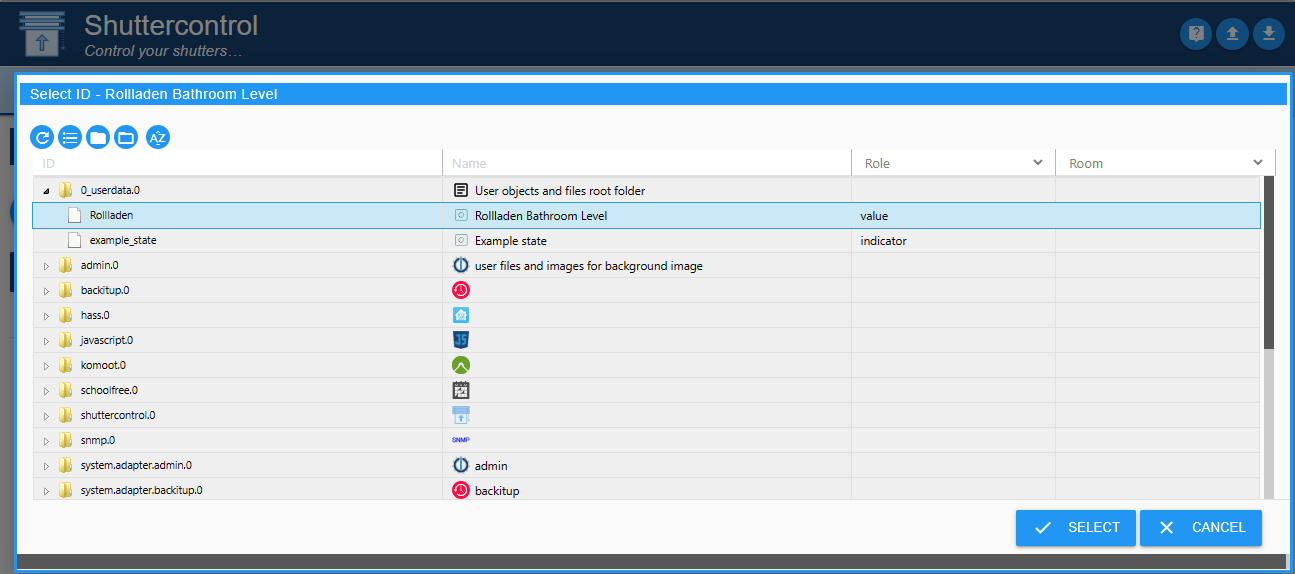 Shuttercontrol
Control your shutters...
Select ID - Rollladen Bathroom Level
AZ
ID Name Role Room
0_userdata.0 User objects and files root folder
Rollladen Rollladen Bathroom Level value
example_state Example state indicator
admin.0 user files and images for background image
backitup.0
hass.0
javascript.0 JS
komoot.0
schoolfree.0
shuttercontrol.0
snmp.0 SNMP
system.adapter.admin.0 admin
system.adapter.backitup.0 backitup
SELECT CANCEL